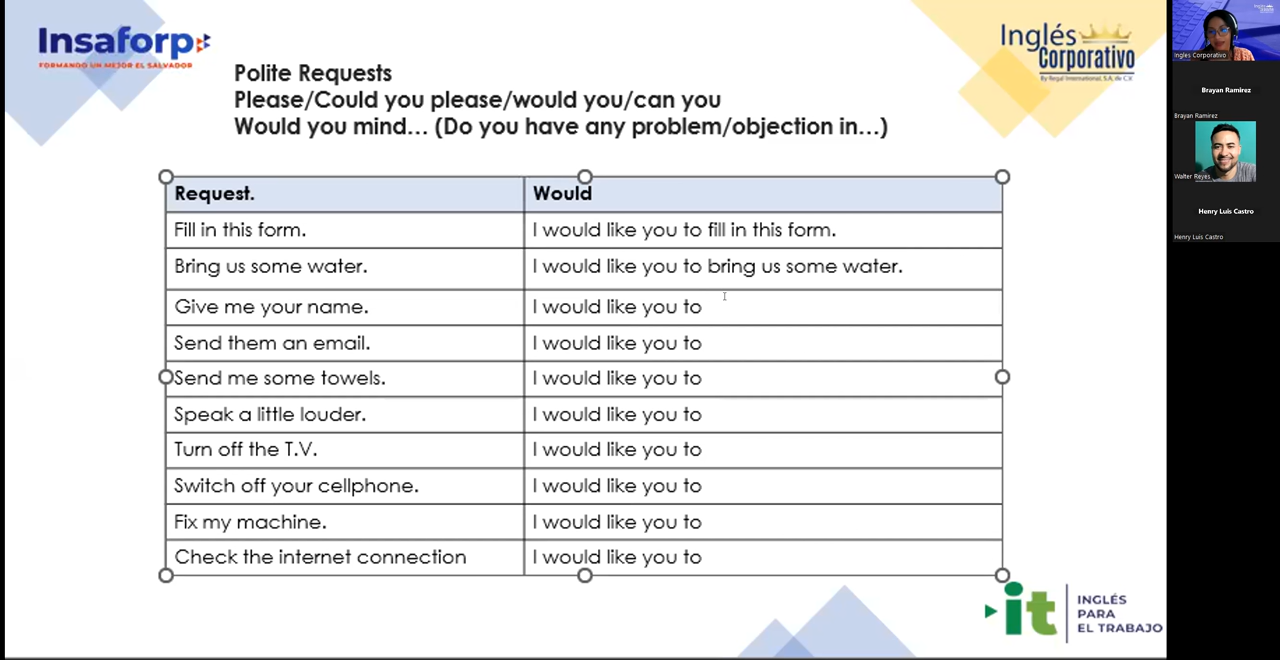 Insaforp
FORMANDO UN MEJOR EL SALVADOR
Inglés
Corporativo
By Regal International, S.A. de C.V.
Polite Requests
Please/Could you please/would you/can you
Would you mind... (Do you have any problem/objection in...)
Request. Would
Fill in this form. I would like you to fill in this form.
Bring us some water. I would like you to bring us some water.
Give me your name. I would like you to
Send them an email. I would like you to
Send me some towels. I would like you to
Speak a little louder. I would like you to
Turn off the T.V. I would like you to
Switch off your cellphone. I would like you to
Fix my machine. I would like you to
Check the internet connection I would like you to
it
INGLÉS
PARA
EL TRABAJO
Ingles Corporativo
Brayan Ramirez
Brayan Ramirez
Walter Reyes
Henry Luis Castro
Henry Luis Castro